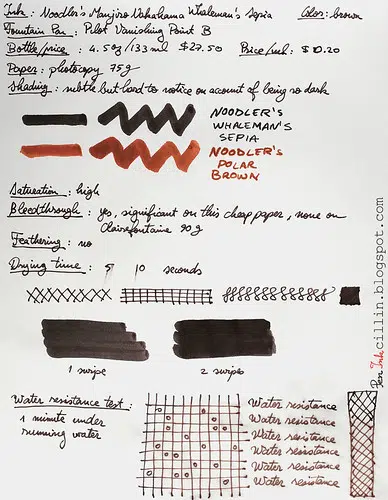 Ink: Noodler's Manjiro Nakahama Whaleman's Sepia Color: brown
Fountain Pen: Pilot Vanishing Point B
Bottle/price: 4.5oz/133ml $27.50 Price/ml: $0.20
Paper: photocopy 75g
Shading: subtle but hard to notice on account of being so dark
NOODLER'S
WHALEMAN'S
SEPIA
NOODLER'S
POLAR
BROWN
Saturation: high
Bleedthrough: yes, significant on this cheap paper, none on
Clairefontaine 90g
Feathering: no
Drying time: 5 10 seconds
1 swipe 2 swipes
Water resistance test:
1 minute under
running water
Water resistance
Water resistance
Water resistance
Water resistance
Water resistance
Water resistance
Pen Ink cillin.blogspot.com